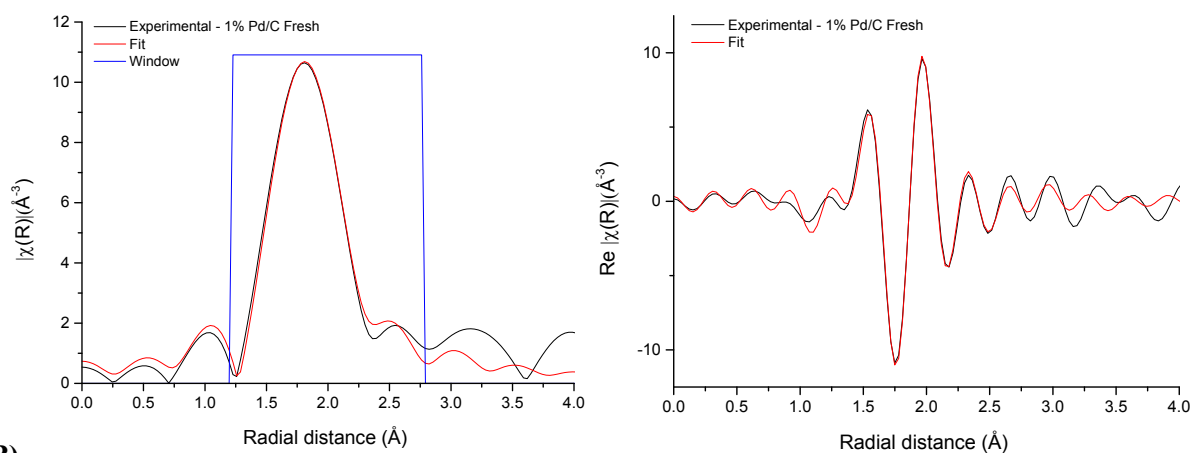 Experimental - 1% Pd/C Fresh
Fit
Window
12
10
8
6
4
2
0
|χ(R)|(Å⁻³)
0.0 0.5 1.0 1.5 2.0 2.5 3.0 3.5 4.0
Radial distance (Å)
Experimental - 1% Pd/C Fresh
Fit
10
0
-10
Re |χ(R)|(Å⁻³)
0.0 0.5 1.0 1.5 2.0 2.5 3.0 3.5 4.0
Radial distance (Å)